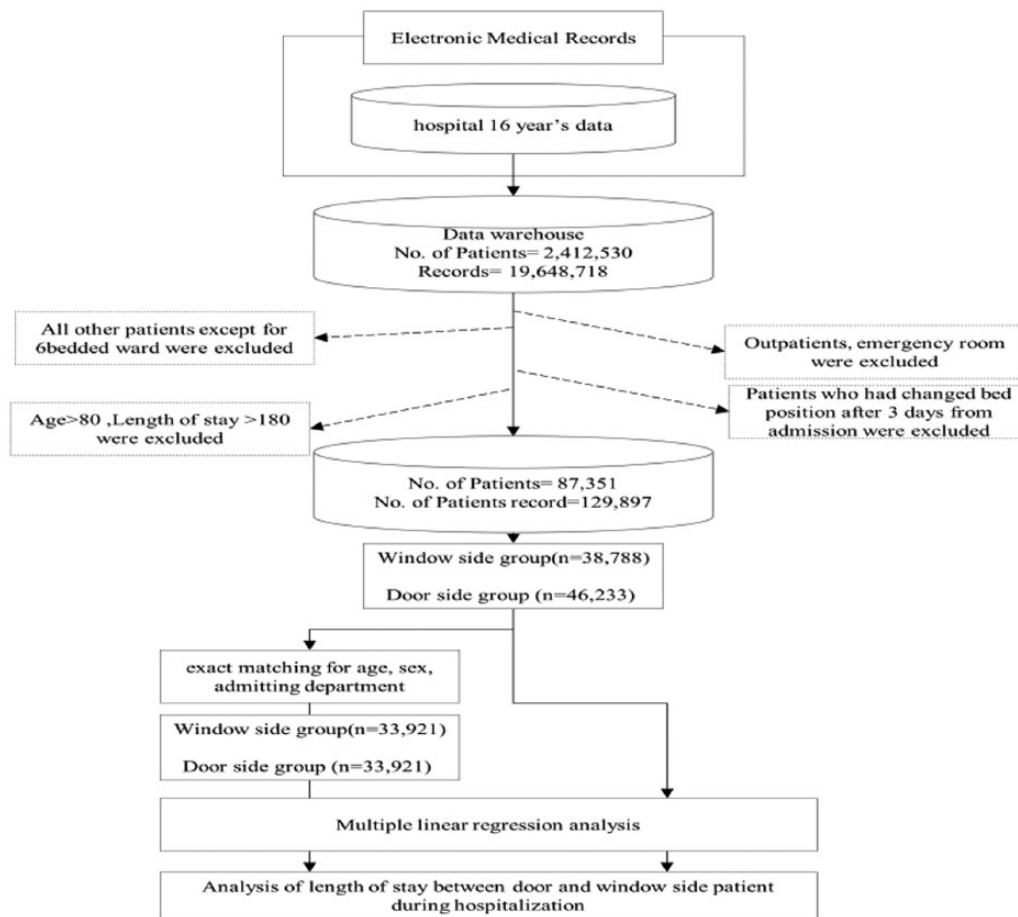 Electronic Medical Records
hospital 16 year's data
Data warehouse
No. of Patients= 2,412,530
Records= 19,648,718
All other patients except for
6bedded ward were excluded
Outpatients, emergency room
were excluded
Age>80 ,Length of stay >180
were excluded
Patients who had changed bed
position after 3 days from
admission were excluded
No. of Patients= 87,351
No. of Patients record=129,897
Window side group(n=38,788)
Door side group (n=46,233)
exact matching for age, sex,
admitting department
Window side group(n=33,921)
Door side group (n=33,921)
Multiple linear regression analysis
Analysis of length of stay between door and window side patient
during hospitalization